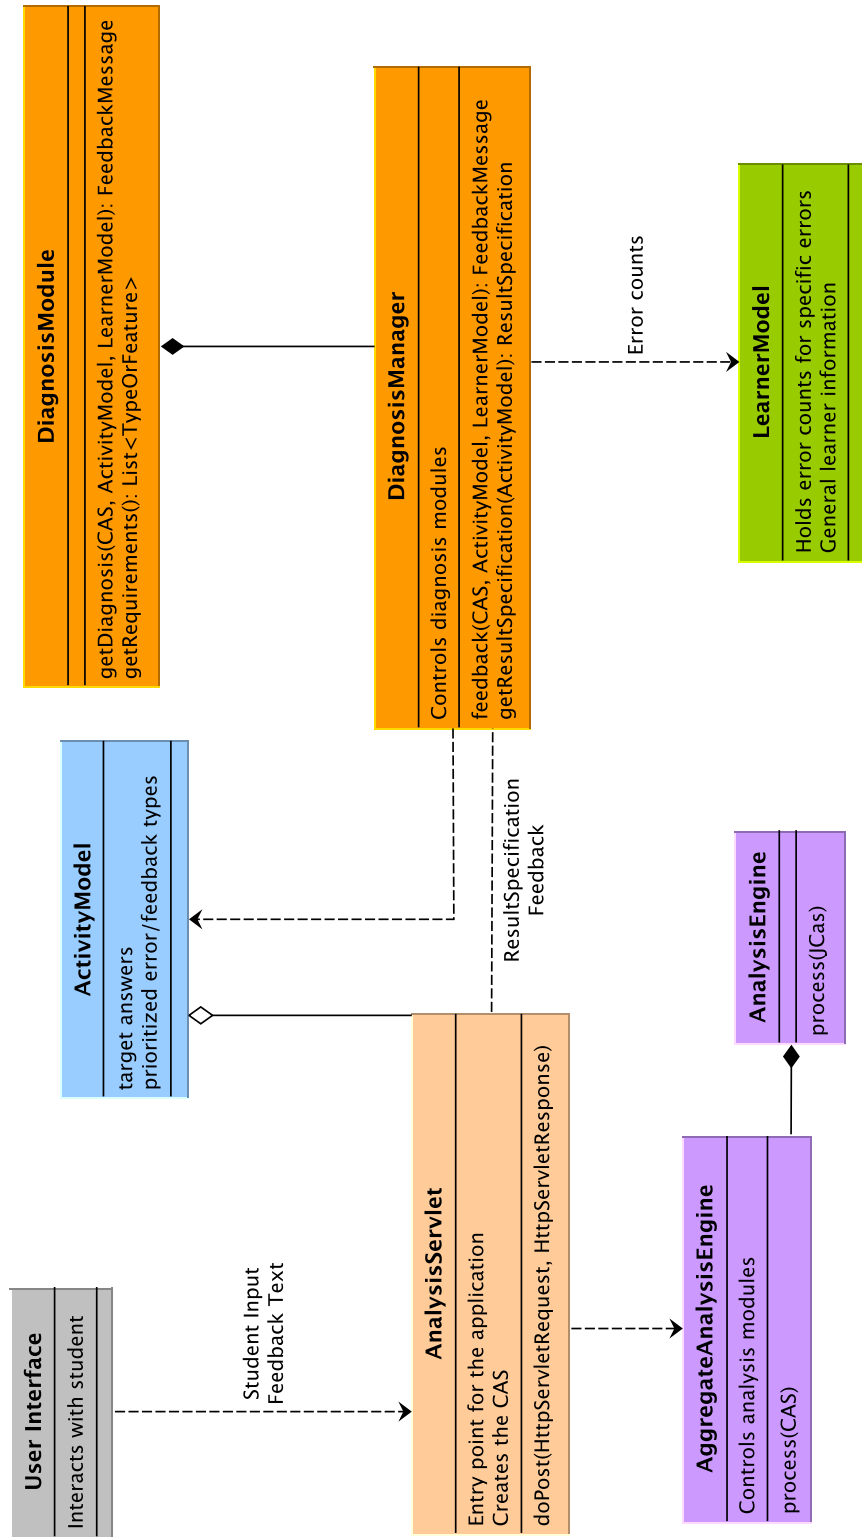 User Interface
Interacts with student
Student Input
Feedback Text
AnalysisServlet
Entry point for the application
Creates the CAS
doPost(HttpServletRequest, HttpServletResponse)
AggregateAnalysisEngine
Controls analysis modules
process(CAS)
ActivityModel
target answers
prioritized error/feedback types
ResultSpecification
Feedback
AnalysisEngine
process(JCas)
DiagnosisModule
getDiagnosis(CAS, ActivityModel, LearnerModel): FeedbackMessage
getRequirements(): List<TypeOrFeature>
DiagnosisManager
Controls diagnosis modules
feedback(CAS, ActivityModel, LearnerModel): FeedbackMessage
getResultSpecification(ActivityModel): ResultSpecification
Error counts
LearnerModel
Holds error counts for specific errors
General learner information